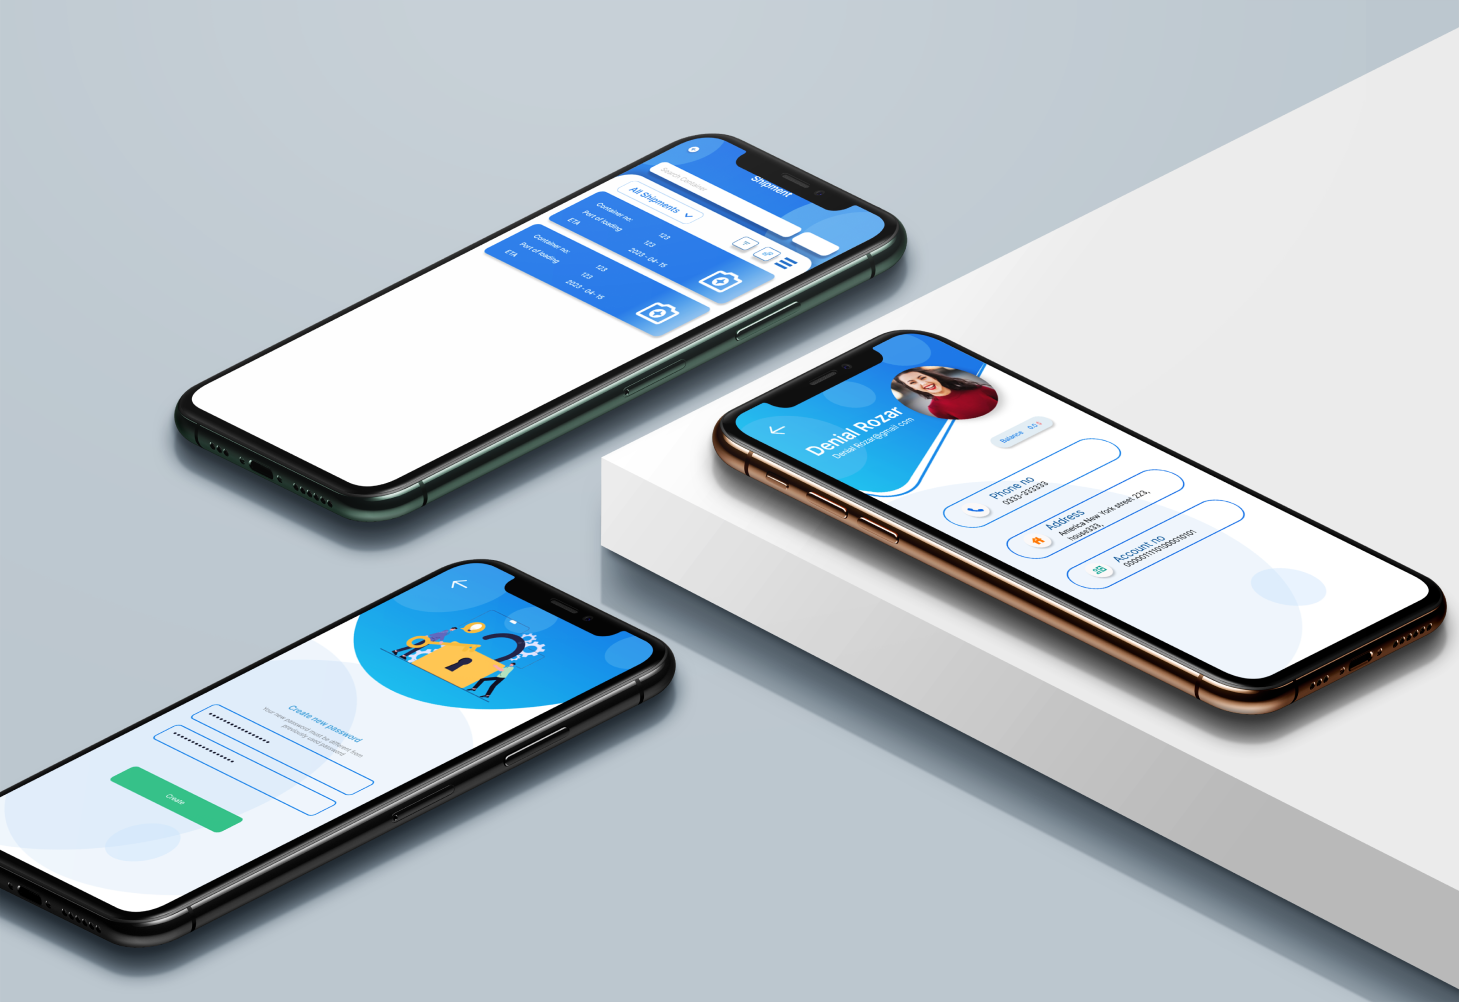 Shipment
Search Container
All Shipments
Container no: 123
Port of loading 123
ETA 2023 - 04 - 15
Container no: 123
Port of loading 123
ETA 2023 - 04 - 15
Denial Rozar
Denial Rozar@gmail.com
Balance 0.0 $
Phone no
0333-333333
Address
America New York street 223,
house333,
Account no
Create new password
Your new password must be different from
previously used password
Create